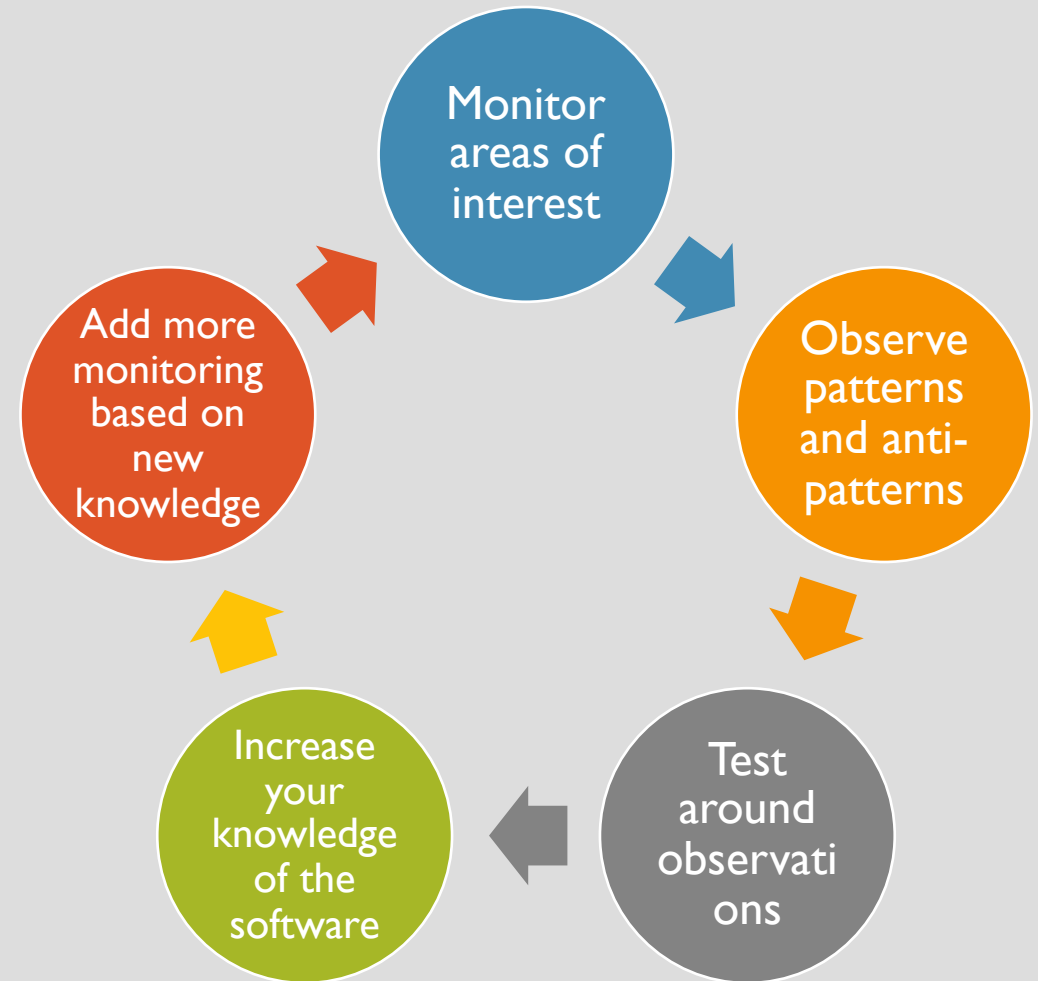 Monitor
areas of
interest
Observe
patterns
and anti-
patterns
Test
around
observati
ons
Increase
your
knowledge
of the
software
Add more
monitoring
based on
new
knowledge